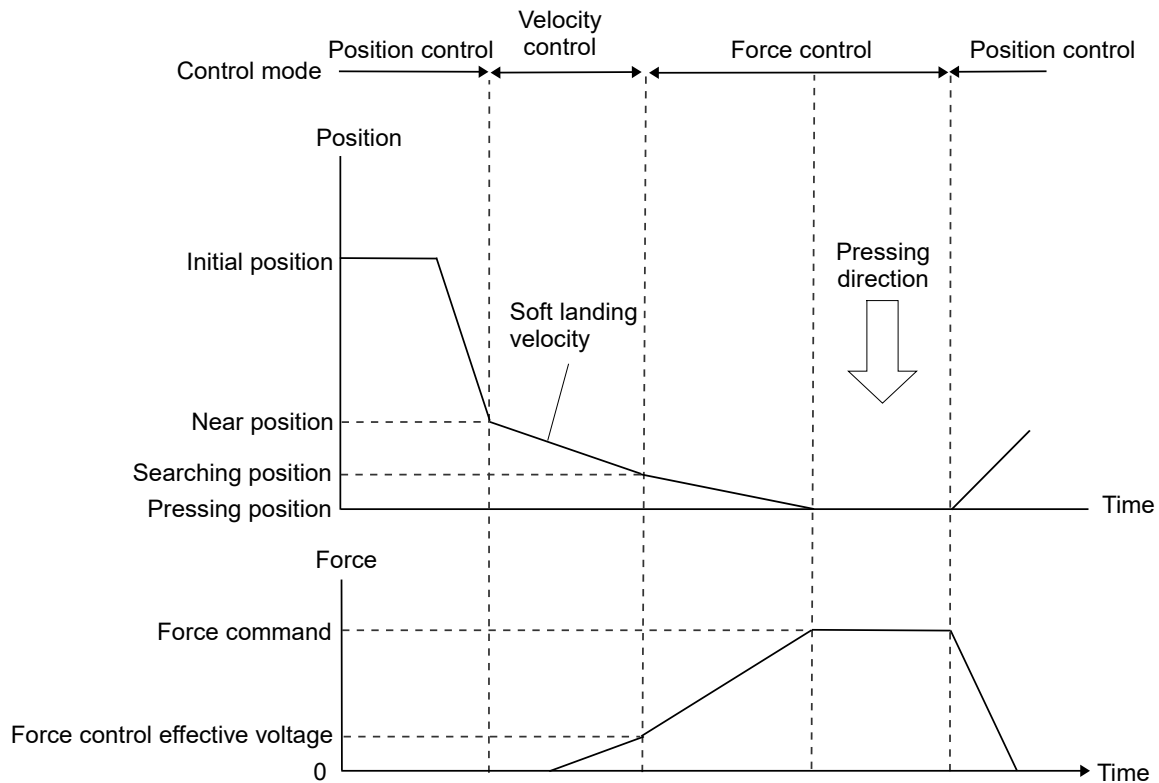 Velocity
control
Position control
Force control
Position control
Control mode
Position
Initial position
Pressing
direction
Soft landing
velocity
Near position
Searching position
Pressing position
Time
Force
Force command
Force control effective voltage
0
Time